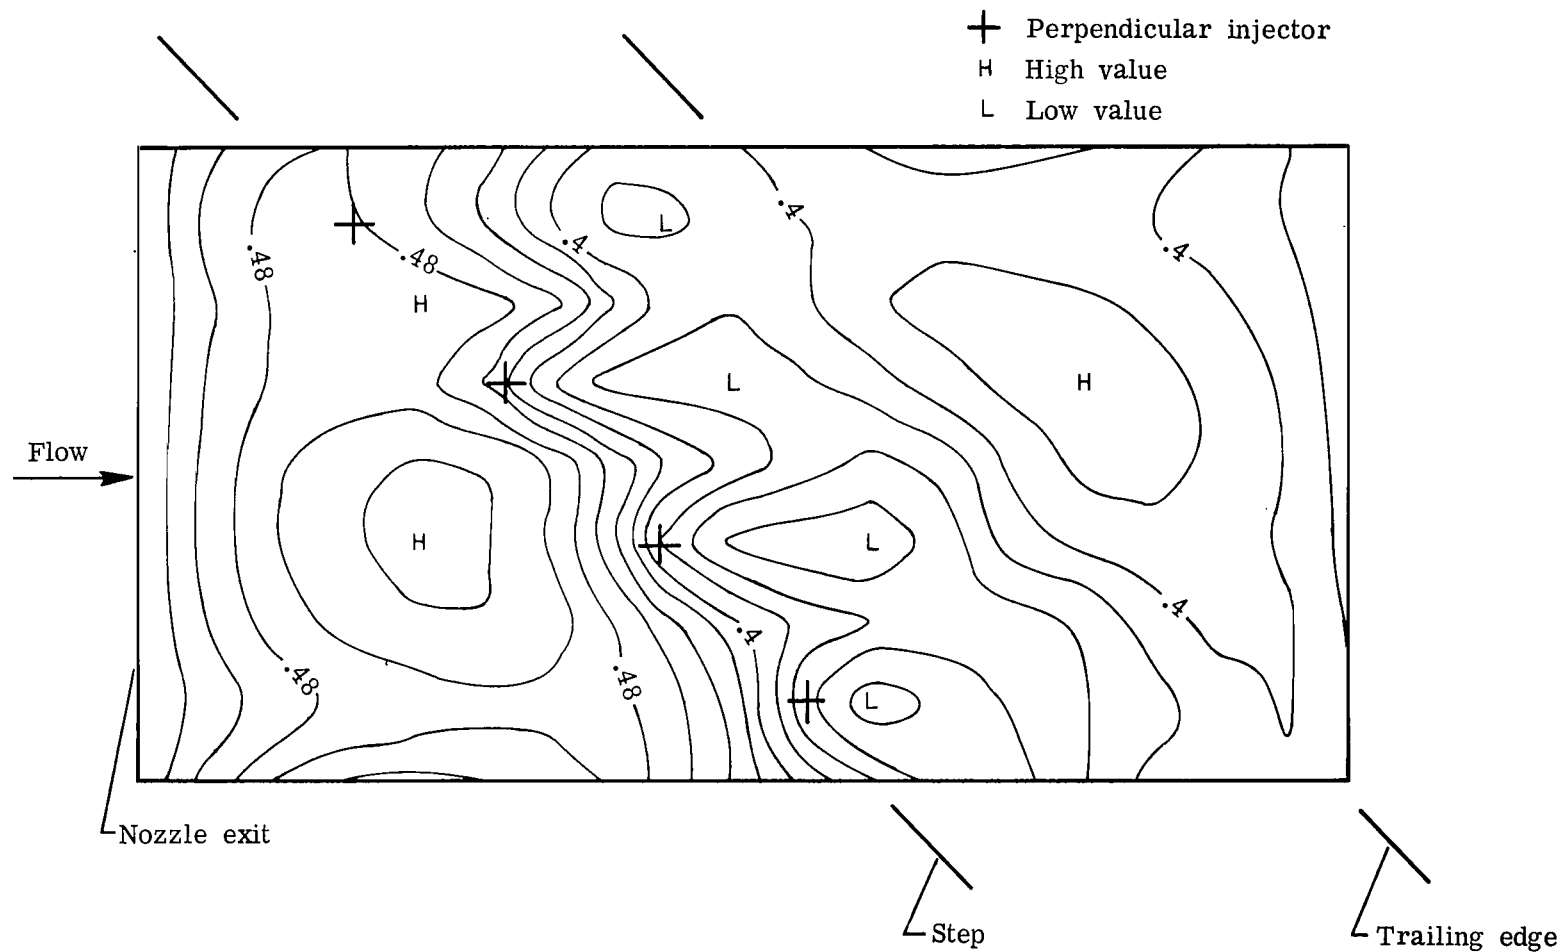 Perpendicular injector
H High value
L Low value
L
.4
.48
.4
.48
.4
H
L
H
Flow
H
L
.4
.4
.48
.48
L
Nozzle exit
Step
Trailing edge